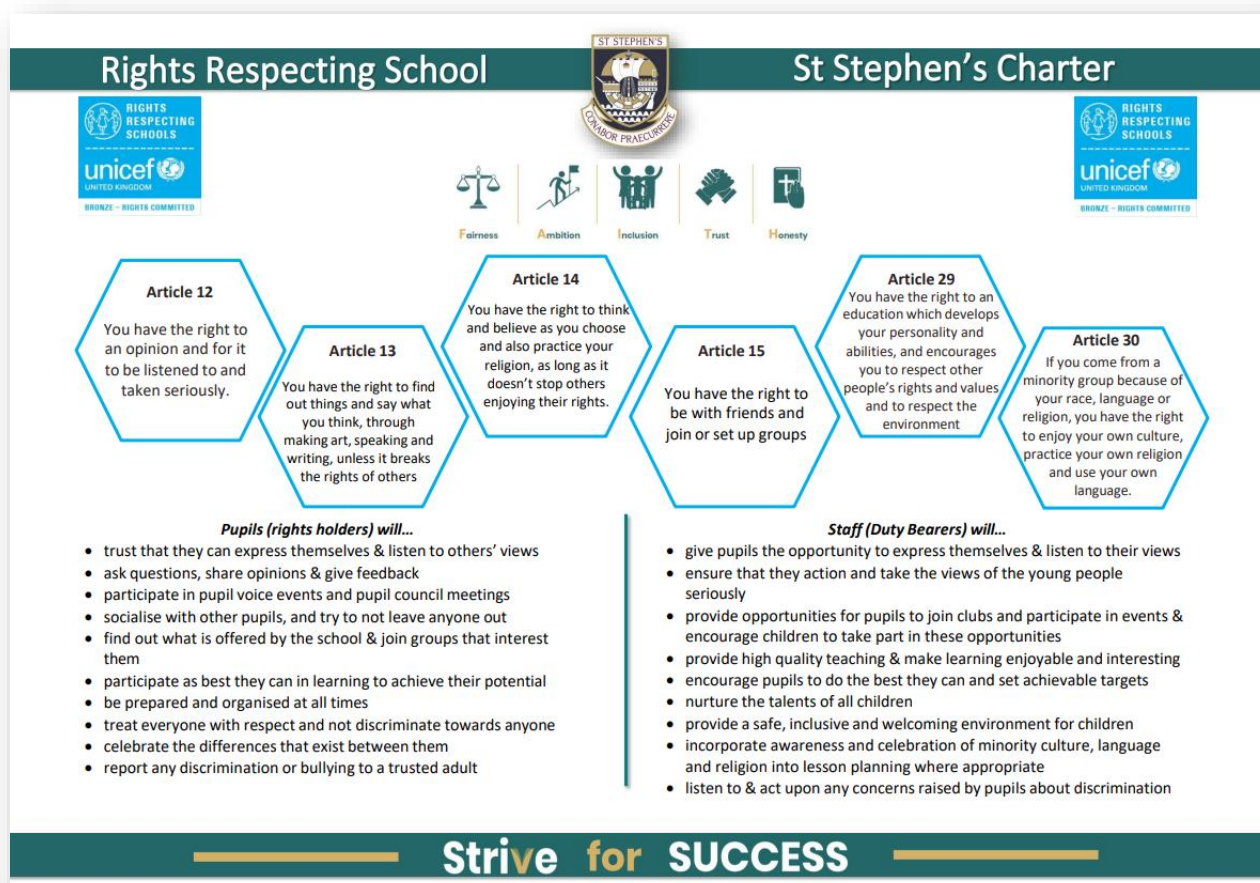 Rights Respecting School
St Stephen's Charter
ST STEPHEN'S
CONABOR PRAECURRERE
RIGHTS
RESPECTING
SCHOOLS
unicef
UNITED KINGDOM
BRONZE – RIGHTS COMMITTED
RIGHTS
RESPECTING
SCHOOLS
unicef
UNITED KINGDOM
BRONZE – RIGHTS COMMITTED
Fairness
Ambition
Inclusion
Trust
Honesty
Article 12
You have the right to
an opinion and for it
to be listened to and
taken seriously.
Article 13
You have the right to find
out things and say what
you think, through
making art, speaking and
writing, unless it breaks
the rights of others
Article 14
You have the right to think
and believe as you choose
and also practice your
religion, as long as it
doesn't stop others
enjoying their rights.
Article 15
You have the right to
be with friends and
join or set up groups
Article 29
You have the right to an
education which develops
your personality and
abilities, and encourages
you to respect other
people's rights and values
and to respect the
environment
Article 30
If you come from a
minority group because of
your race, language or
religion, you have the right
to enjoy your own culture,
practice your own religion
and use your own
language.
Pupils (rights holders) will...
• trust that they can express themselves & listen to others' views
• ask questions, share opinions & give feedback
• participate in pupil voice events and pupil council meetings
• socialise with other pupils, and try to not leave anyone out
• find out what is offered by the school & join groups that interest
them
• participate as best they can in learning to achieve their potential
• be prepared and organised at all times
• treat everyone with respect and not discriminate towards anyone
• celebrate the differences that exist between them
• report any discrimination or bullying to a trusted adult
Staff (Duty Bearers) will...
• give pupils the opportunity to express themselves & listen to their views
• ensure that they action and take the views of the young people
seriously
• provide opportunities for pupils to join clubs and participate in events &
encourage children to take part in these opportunities
• provide high quality teaching & make learning enjoyable and interesting
• encourage pupils to do the best they can and set achievable targets
• nurture the talents of all children
• provide a safe, inclusive and welcoming environment for children
• incorporate awareness and celebration of minority culture, language
and religion into lesson planning where appropriate
• listen to & act upon any concerns raised by pupils about discrimination
Strive for SUCCESS